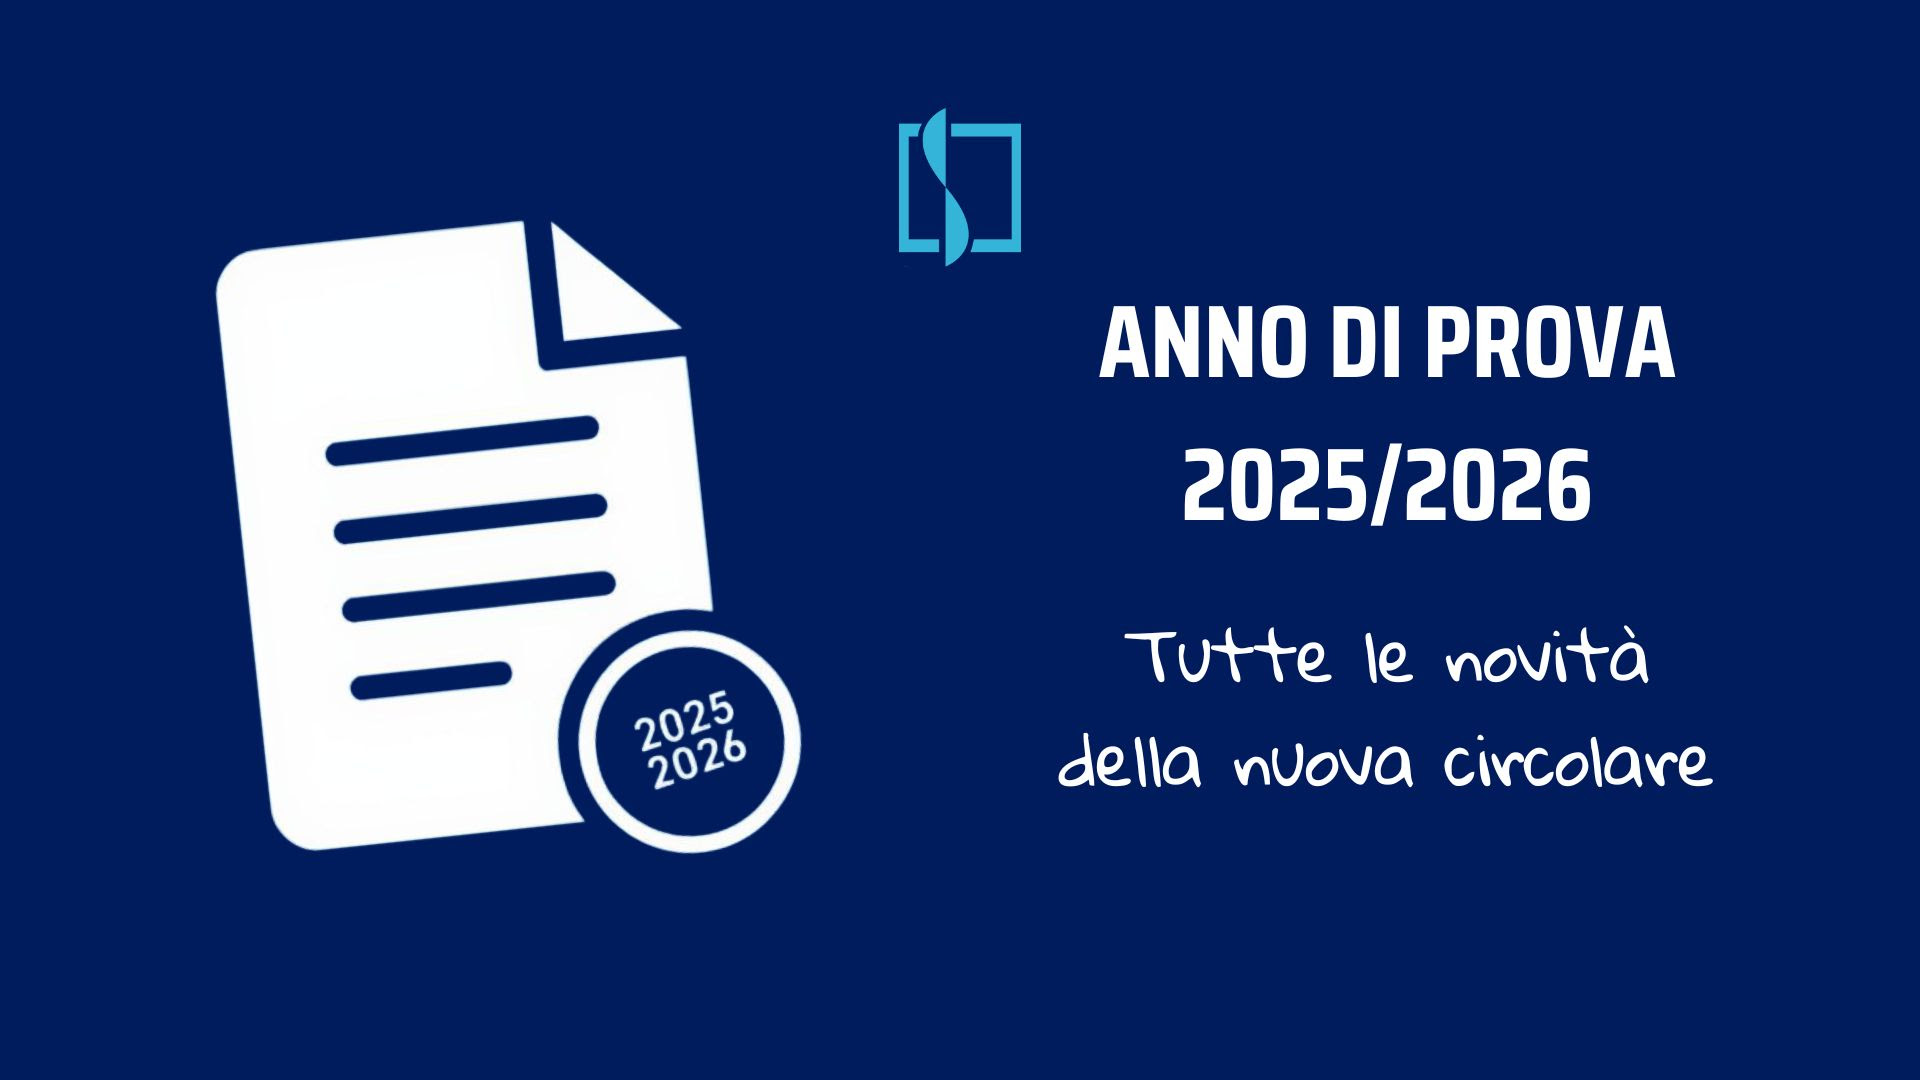 ANNO DI PROVA
2025/2026
Tutte le novità
della nuova circolare
2025
2026